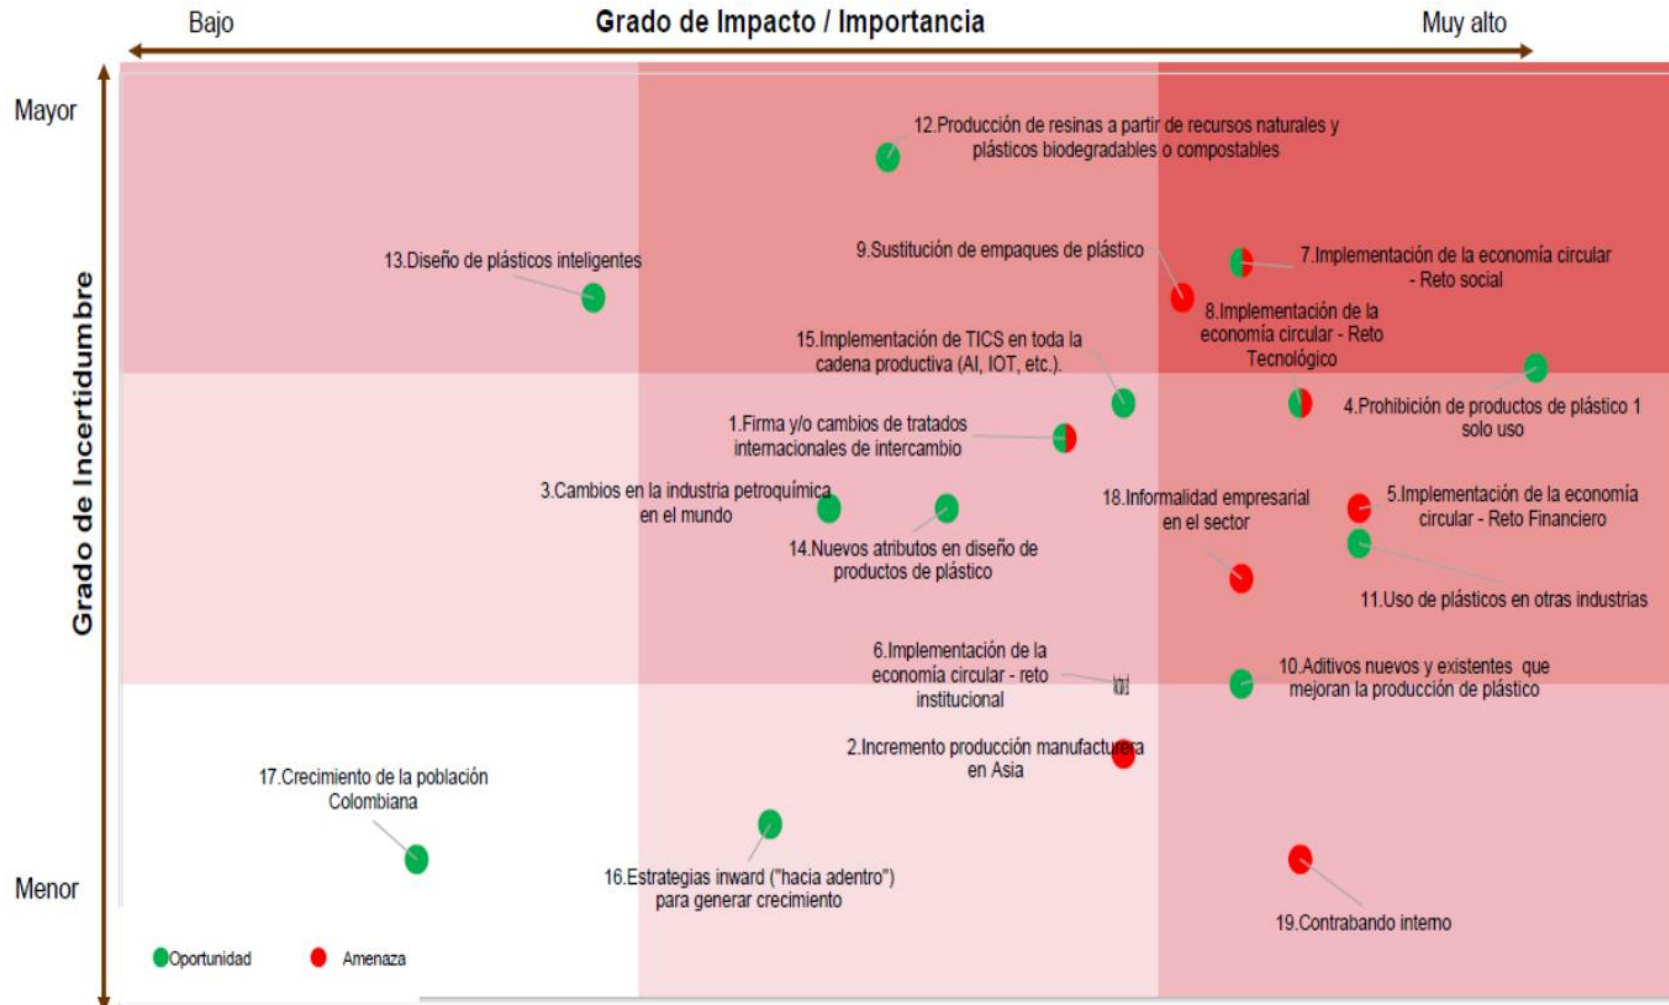 Bajo
Grado de Impacto / Importancia
Muy alto
Mayor
12.Producción de resinas a partir de recursos naturales y
plásticos biodegradables o compostables
13.Diseño de plásticos inteligentes
9.Sustitución de empaques de plástico
7.Implementación de la economía circular
- Reto social
8.Implementación de la
economía circular - Reto
Tecnológico
15.Implementación de TICS en toda la
cadena productiva (AI, IOT, etc.).
4.Prohibición de productos de plástico 1
solo uso
1.Firma y/o cambios de tratados
internacionales de intercambio
Grado de Incertidumbre
3.Cambios en la industria petroquímica
en el mundo
18.Informalidad empresarial
en el sector
5.Implementación de la economía
circular - Reto Financiero
14.Nuevos atributos en diseño de
productos de plástico
11.Uso de plásticos en otras industrias
6.Implementación de la
economía circular - reto
institucional
10.Aditivos nuevos y existentes que
mejoran la producción de plástico
2.Incremento producción manufacturera
en Asia
17.Crecimiento de la población
Colombiana
Menor
16.Estrategias inward ("hacia adentro")
para generar crecimiento
19.Contrabando interno
Oportunidad
Amenaza